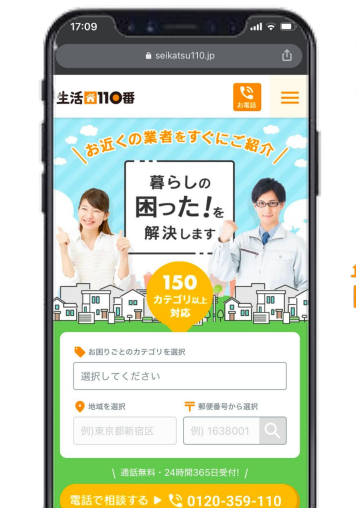 17:09
seikatsu110.jp
生活110番
お電話
お近くの業者をすぐにご紹介
暮らしの
困った!を
解決します
150
カテゴリ以上
対応
お困りごとのカテゴリを選択
選択してください
地域を選択
郵便番号から選択
例)東京都新宿区
例) 1638001
\ 通話無料・24時間365日受付! /
電話で相談する ▶ 0120-359-110